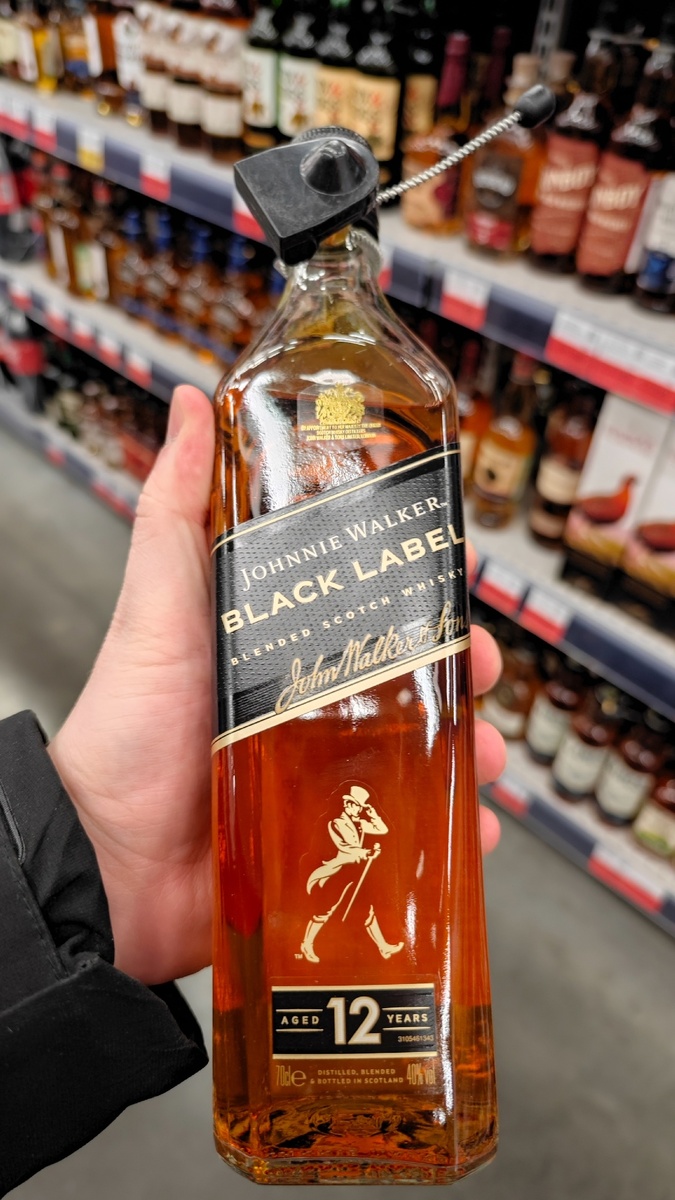 JOHNNIE WALKER
BLACK LABEL
BLENDED SCOTCH WHISKY
John Walker & Sons
TM
AGED 12 YEARS
3105461343
70cl e DISTILLED, BLENDED
& BOTTLED IN SCOTLAND 40% vol